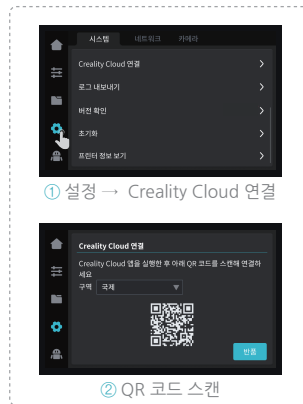 시스템 네트워크 카메라
Creality Cloud 연결
로그 내보내기
버전 확인
초기화
프린터 정보 보기
① 설정 → Creality Cloud 연결
Creality Cloud 연결
Creality Cloud 앱을 실행한 후 아래 QR 코드를 스캔해 연결하
세요
구역 국제
반품
② QR 코드 스캔